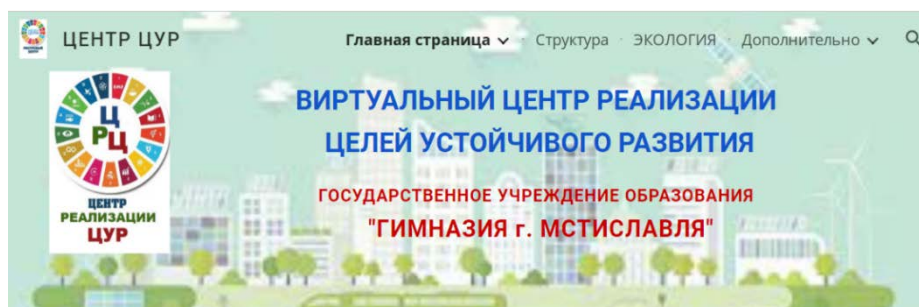 ЦЕНТР ЦУР
Главная страница
Структура
ЭКОЛОГИЯ
Дополнительно
ВИРТУАЛЬНЫЙ ЦЕНТР РЕАЛИЗАЦИИ
ЦЕЛЕЙ УСТОЙЧИВОГО РАЗВИТИЯ
ГОСУДАРСТВЕННОЕ УЧРЕЖДЕНИЕ ОБРАЗОВАНИЯ
"ГИМНАЗИЯ г. МСТИСЛАВЛЯ"
Ц
РЦ
ЦЕНТР
РЕАЛИЗАЦИИ
ЦУР